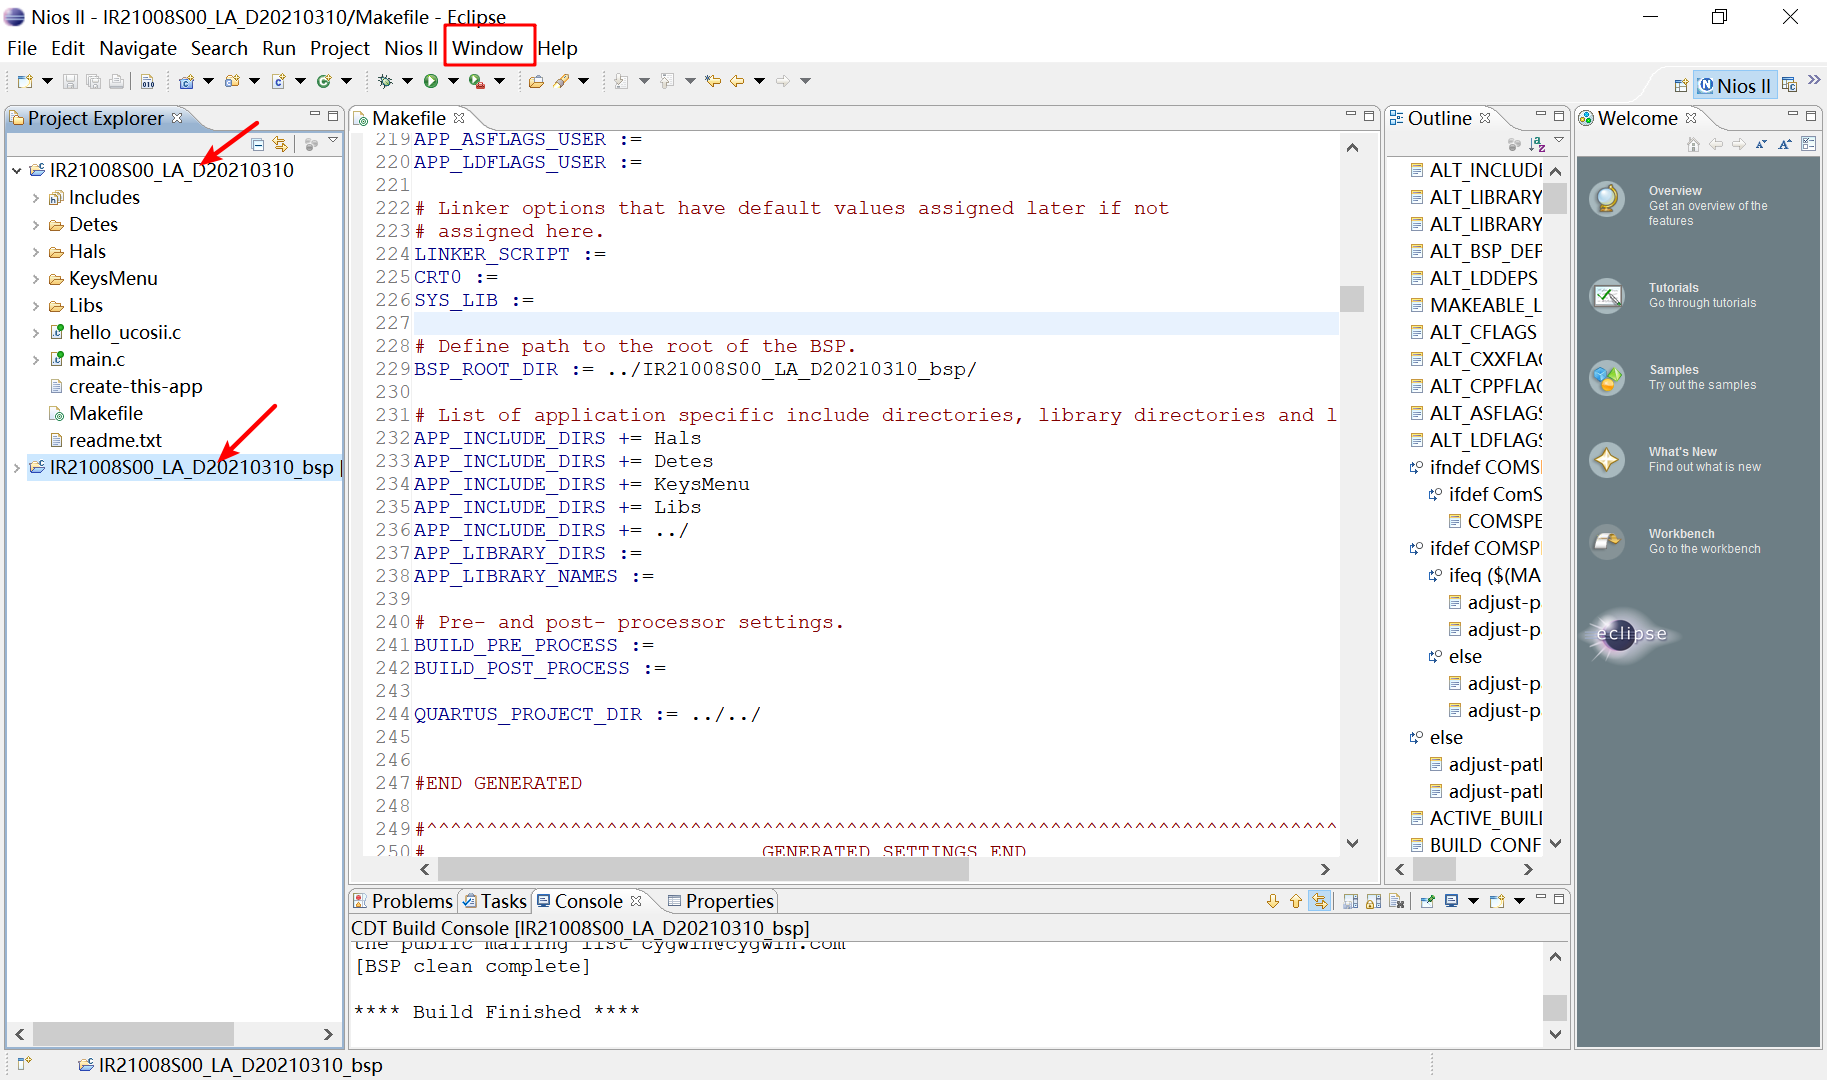 Nios II - IR21008S00_LA_D20210310/Makefile - Eclipse
File Edit Navigate Search Run Project Nios II Window Help
Nios II
Project Explorer
IR21008S00_LA_D20210310
Includes
Detes
Hals
KeysMenu
Libs
hello_ucosii.c
main.c
create-this-app
Makefile
readme.txt
IR21008S00_LA_D20210310_bsp [
Makefile
219 APP_ASFLAGS_USER :=
220 APP_LDFLAGS_USER :=
221
222 # Linker options that have default values assigned later if not
223 # assigned here.
224 LINKER_SCRIPT :=
225 CRT0 :=
226 SYS_LIB :=
227
228 # Define path to the root of the BSP.
229 BSP_ROOT_DIR := ../IR21008S00_LA_D20210310_bsp/
230
231 # List of application specific include directories, library directories and l
232 APP_INCLUDE_DIRS += Hals
233 APP_INCLUDE_DIRS += Detes
234 APP_INCLUDE_DIRS += KeysMenu
235 APP_INCLUDE_DIRS += Libs
236 APP_INCLUDE_DIRS += ../
237 APP_LIBRARY_DIRS :=
238 APP_LIBRARY_NAMES :=
239
240 # Pre- and post- processor settings.
241 BUILD_PRE_PROCESS :=
242 BUILD_POST_PROCESS :=
243
244 QUARTUS_PROJECT_DIR := ../../
245
246
247 #END GENERATED
248
249 #^^^^^^^^^^^^^^^^^^^^^^^^^^^^^^^^^^^^^^^^^^^^^^^^^^^^^^^^^^^^^^^^^^^^^^^^^^^^
250 # GENERATED SETTINGS END
Outline
ALT_INCLUDE
ALT_LIBRARY
ALT_LIBRARY
ALT_BSP_DEP
ALT_LDDEPS
MAKEABLE_L
ALT_CFLAGS
ALT_CXXFLAG
ALT_CPPFLAG
ALT_ASFLAGS
ALT_LDFLAGS
ifndef COMSI
ifdef ComS
COMSPE
ifdef COMSPI
ifeq ($(MA
adjust-p
adjust-p
else
adjust-p
adjust-p
else
adjust-patl
adjust-patl
ACTIVE_BUIL
BUILD_CONF
Welcome
Overview
Get an overview of the
features
Tutorials
Go through tutorials
Samples
Try out the samples
What's New
Find out what is new
Workbench
Go to the workbench
eclipse
Problems Tasks Console Properties
CDT Build Console [IR21008S00_LA_D20210310_bsp]
the public mailing list cygwin@cygwin.com
[BSP clean complete]
**** Build Finished ****
IR21008S00_LA_D20210310_bsp